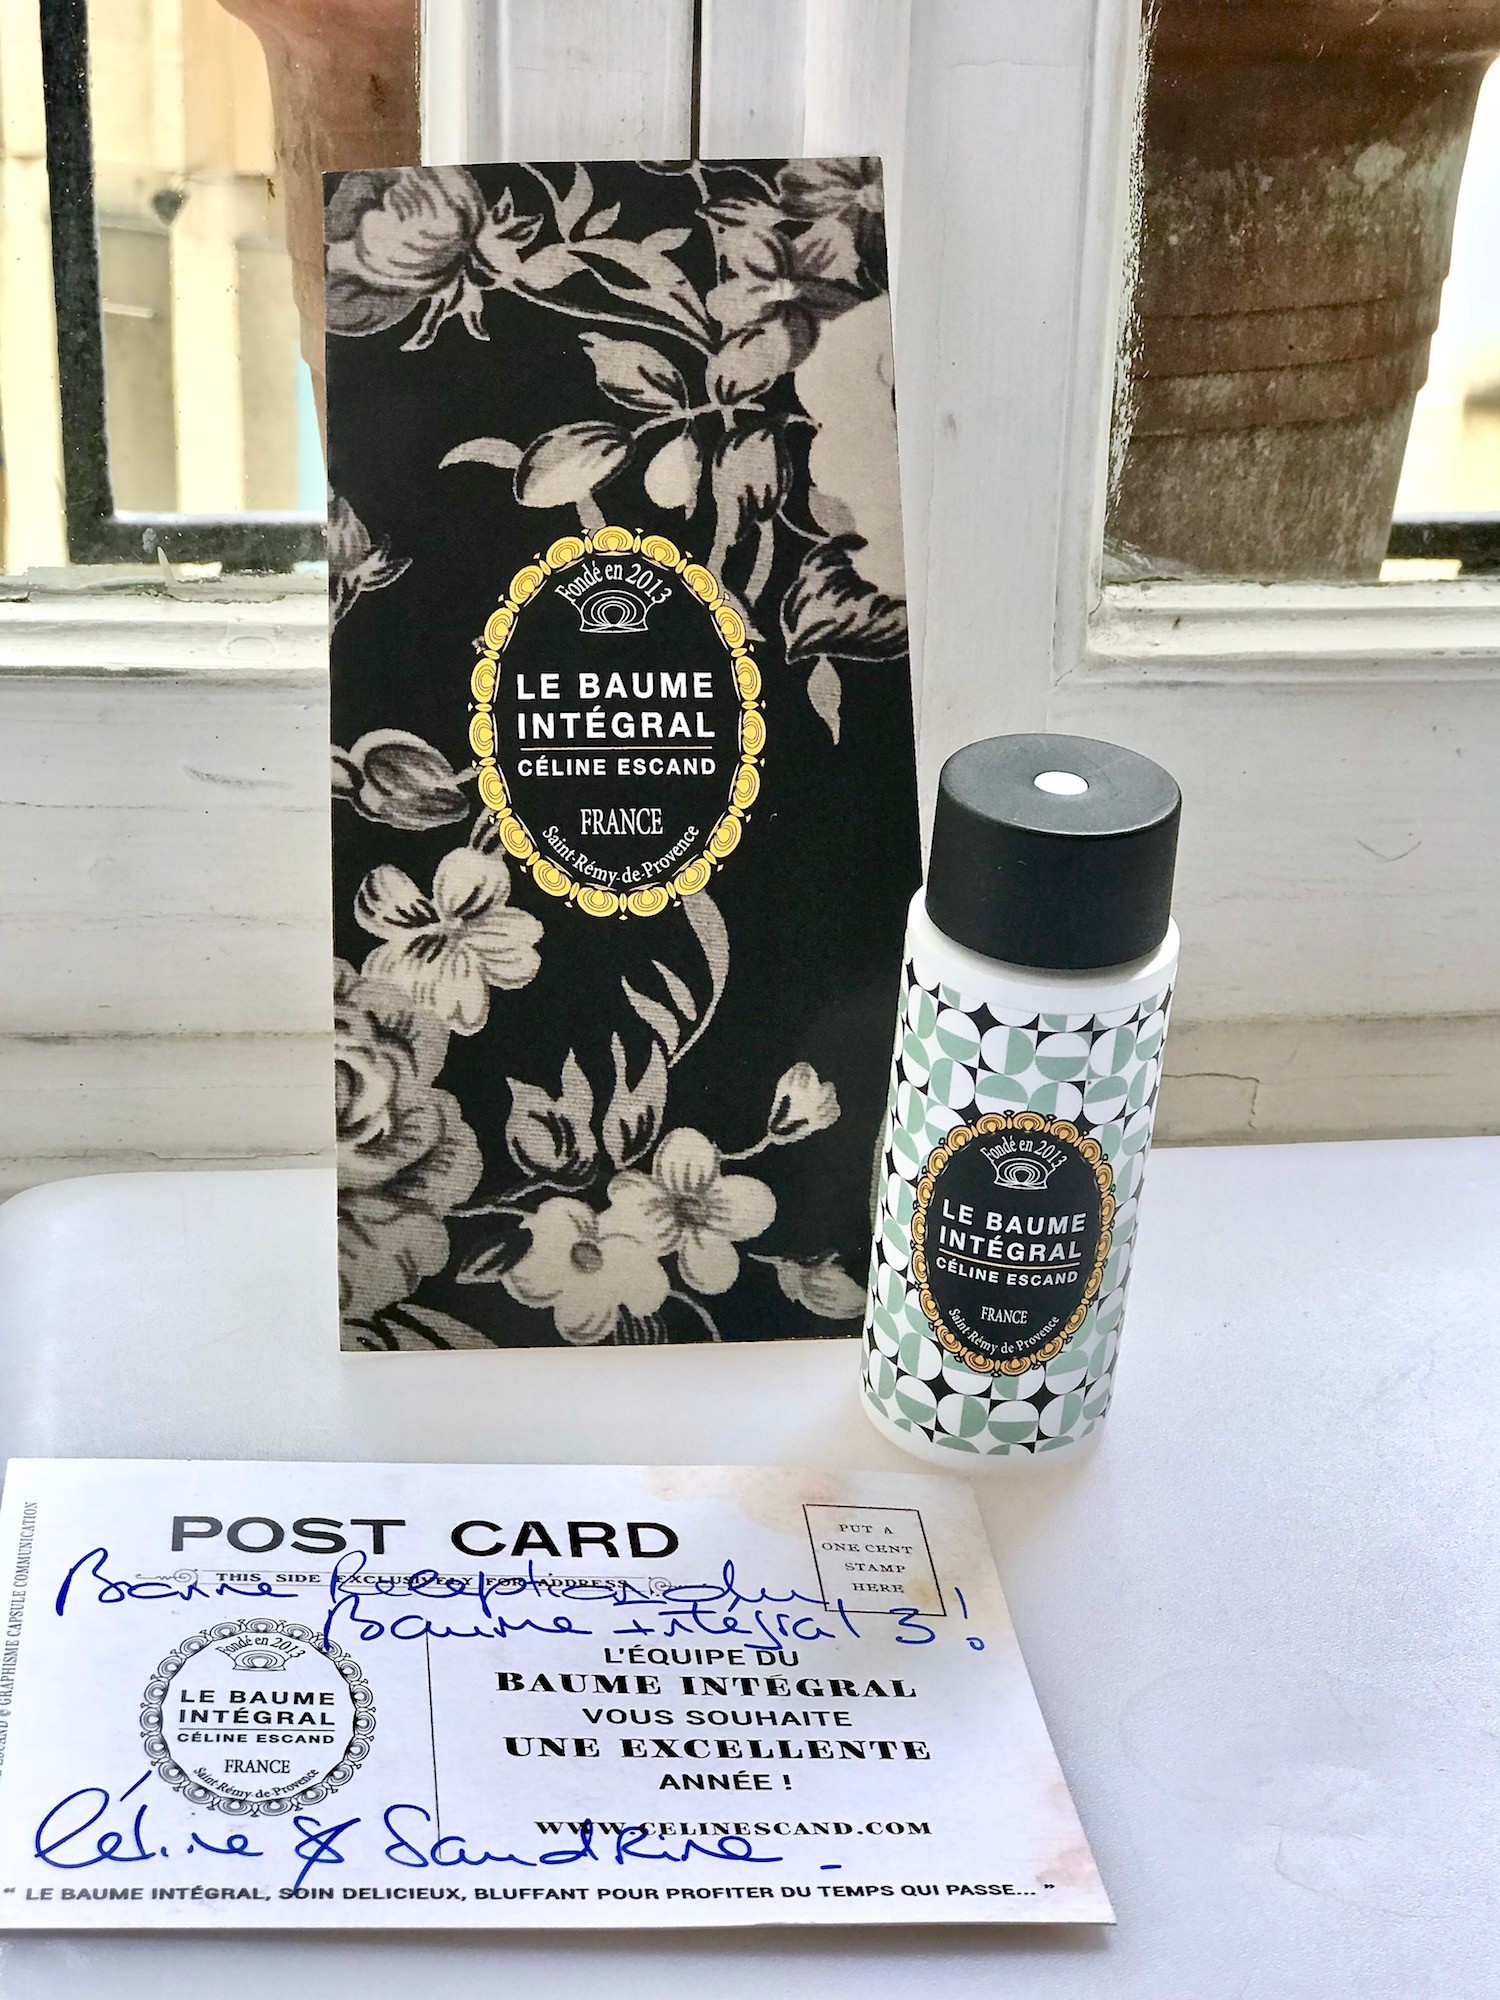 Fondé en 2013
LE BAUME
INTÉGRAL
CÉLINE ESCAND
FRANCE
Saint-Rémy-de-Provence
Fondé en 2013
LE BAUME
INTÉGRAL
CÉLINE ESCAND
FRANCE
Saint-Rémy de Provence
POST CARD
THIS SIDE EXCLUSIVELY FOR ADDRESS
PUT A
ONE CENT
STAMP
HERE
Bonne Réception du
Baume intégral 3 !
Fondé en 2013
LE BAUME
INTÉGRAL
CÉLINE ESCAND
FRANCE
Saint-Rémy-de-Provence
L'ÉQUIPE DU
BAUME INTÉGRAL
VOUS SOUHAITE
UNE EXCELLENTE
ANNÉE !
WWW.CELINESCAND.COM
Céline & Sandrine
“ LE BAUME INTÉGRAL, SOIN DELICIEUX, BLUFFANT POUR PROFITER DU TEMPS QUI PASSE... ”
ESCAND © GRAPHISME CAPSULE COMMUNICATION